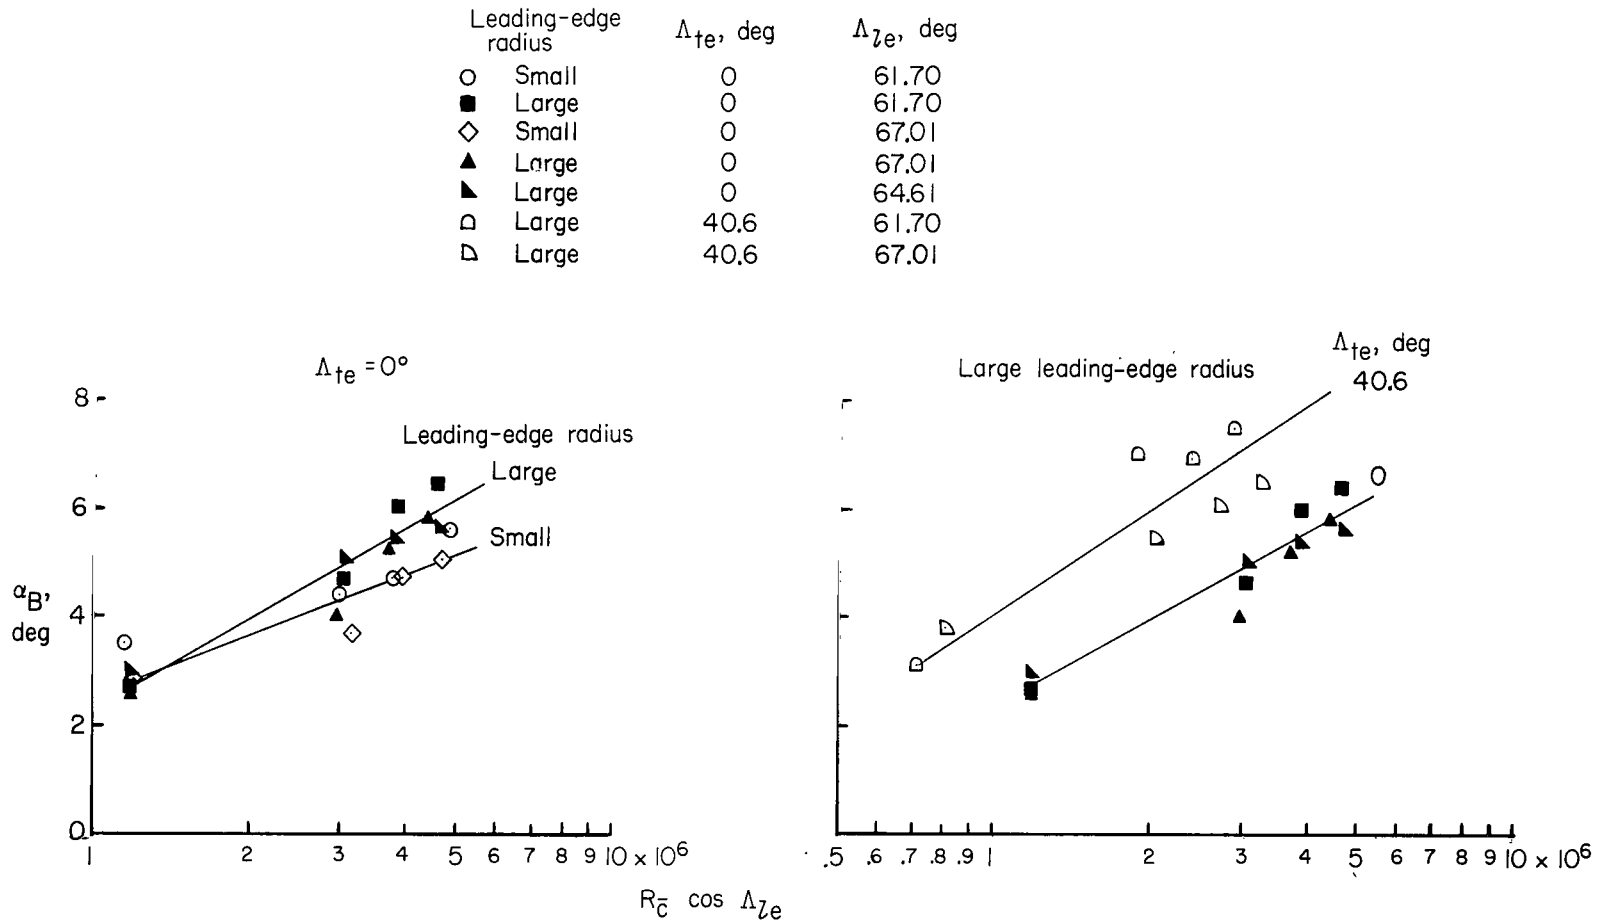 Leading-edge radius Λte, deg Λle, deg
Small 0 61.70
Large 0 61.70
Small 0 67.01
Large 0 67.01
Large 0 64.61
Large 40.6 61.70
Large 40.6 67.01
Λte = 0°
Leading-edge radius
Large
Small
8
6
4
2
0
αB, deg
1 2 3 4 5 6 7 8 9 10 × 10⁶
Large leading-edge radius
Λte, deg
40.6
0
.5 .6 .7 .8 .9 1 2 3 4 5 6 7 8 9 10 × 10⁶
Rc̄ cos Λle